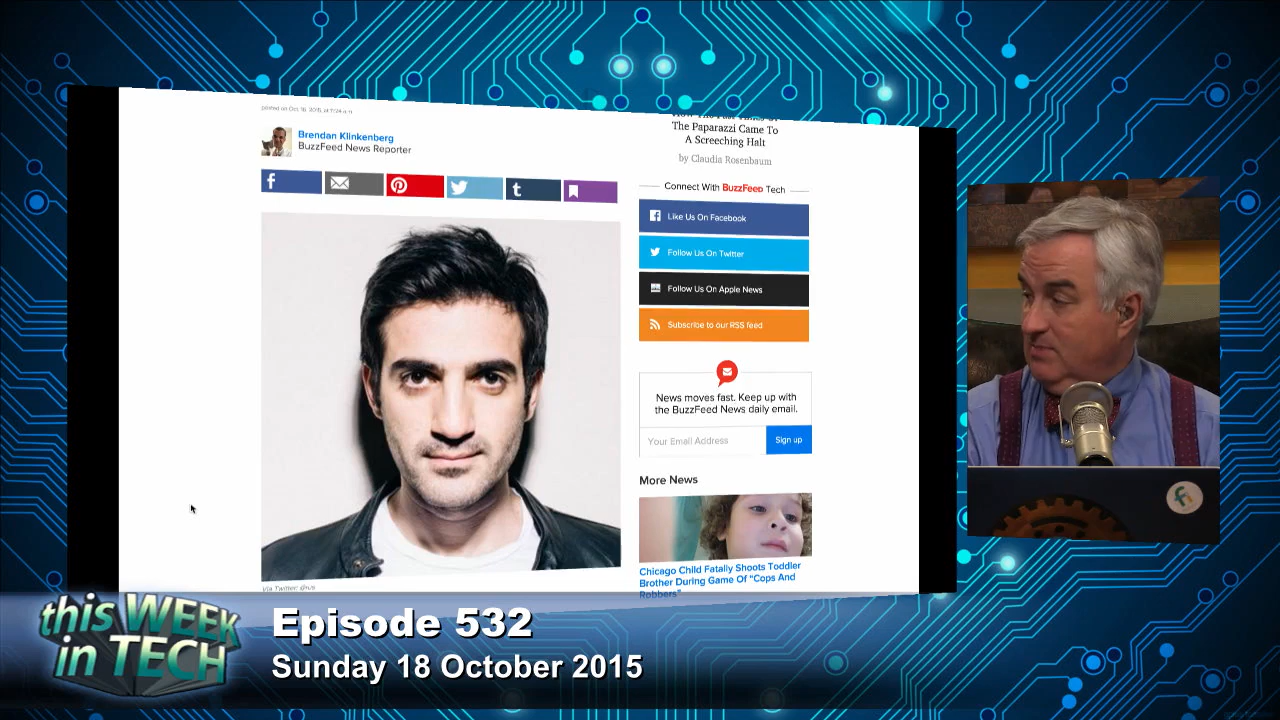 Brendan Klinkenberg
BuzzFeed News Reporter
The Paparazzi Came To
A Screeching Halt
by Claudia Rosenbaum
Connect With BuzzFeed Tech
Like Us On Facebook
Follow Us On Twitter
Follow Us On Apple News
Subscribe to our RSS feed
News moves fast. Keep up with
the BuzzFeed News daily email.
Your Email Address
Sign up
More News
Chicago Child Fatally Shoots Toddler
Brother During Game Of "Cops And
Robbers"
this WEEK
in TECH
Episode 532
Sunday 18 October 2015